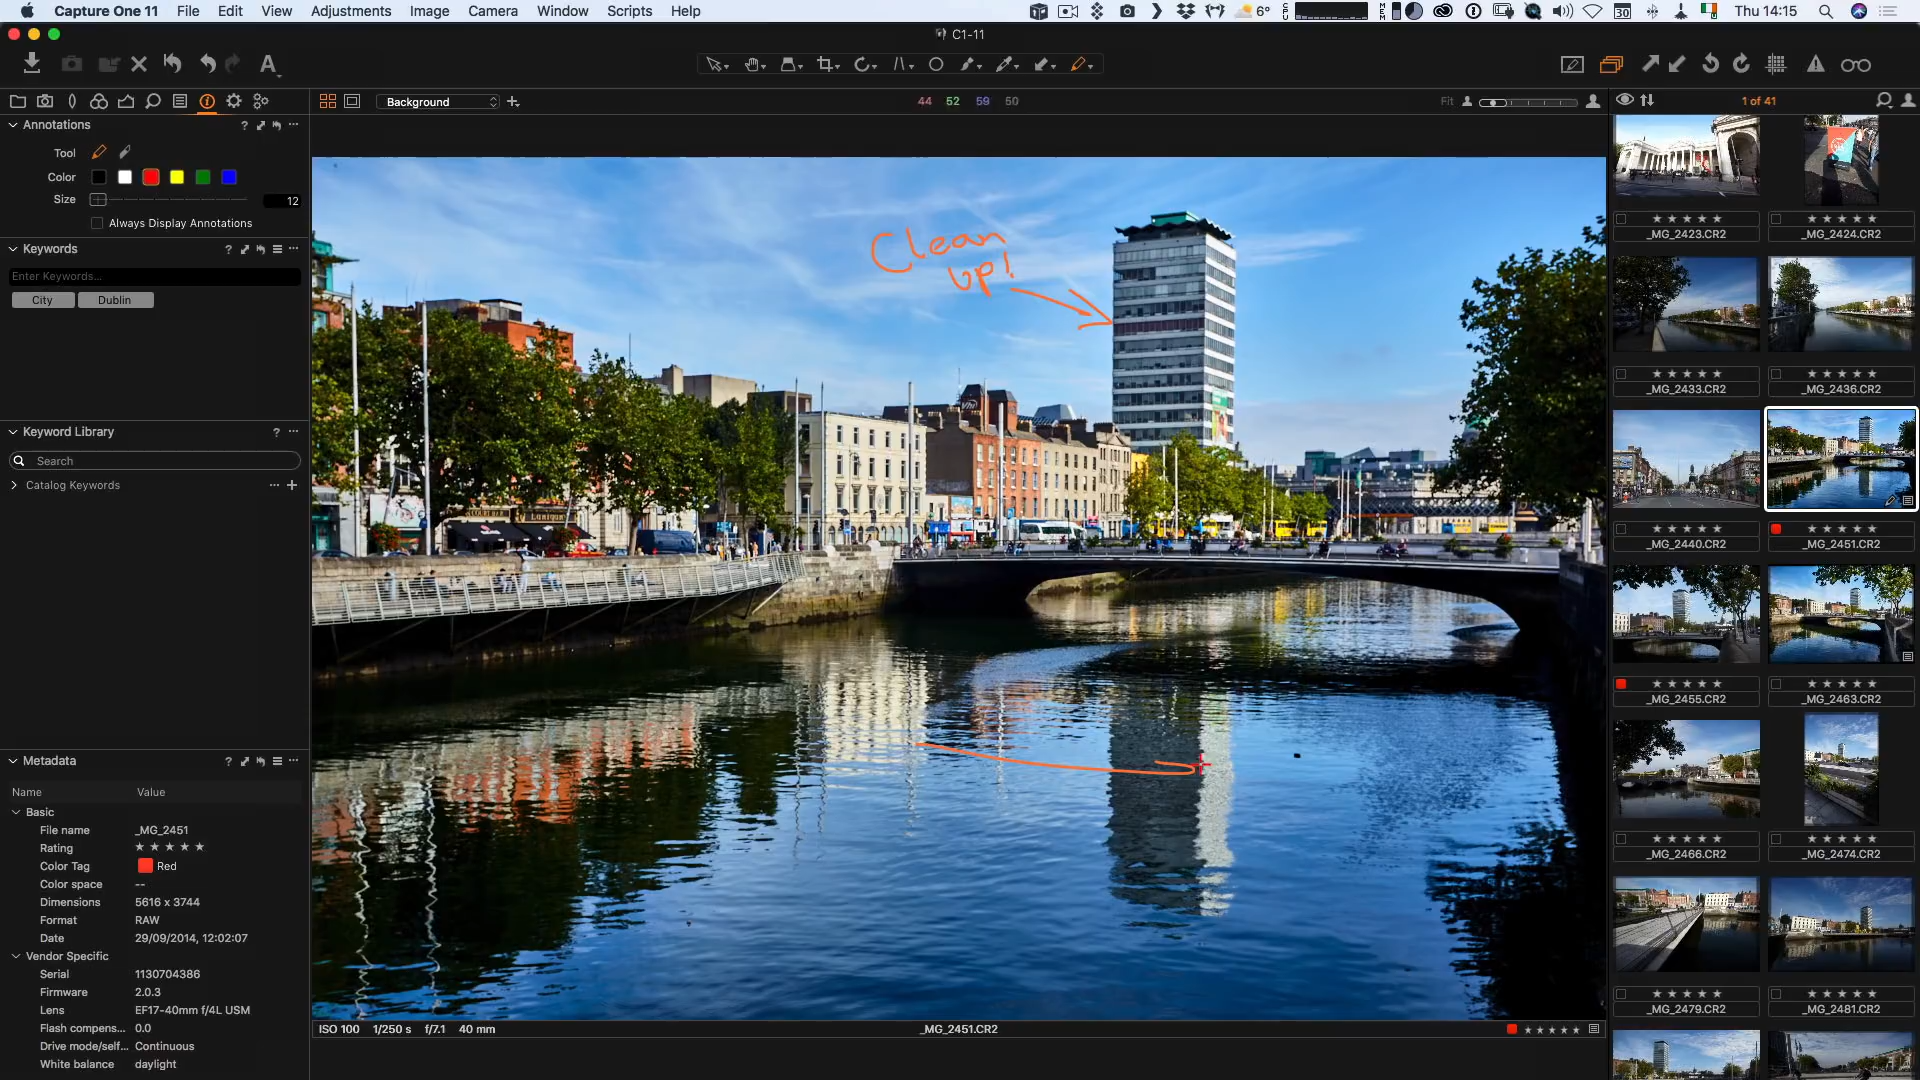 Capture One 11 File Edit View Adjustments Image Camera Window Scripts Help 6° CPU MEM 30 Thu 14:15
C1-11
A
Background 44 52 59 50 Fit 1 of 41
Annotations
Tool
Color
Size 12
Always Display Annotations
Keywords
Enter Keywords...
City Dublin
Keyword Library
Search
Catalog Keywords
Metadata
Name Value
Basic
File name _MG_2451
Rating
Color Tag Red
Color space --
Dimensions 5616 x 3744
Format RAW
Date 29/09/2014, 12:02:07
Vendor Specific
Serial 1130704386
Firmware 2.0.3
Lens EF17-40mm f/4L USM
Flash compens... 0.0
Drive mode/self... Continuous
White balance daylight
Clean
up!
ISO 100 1/250 s f/7.1 40 mm _MG_2451.CR2
_MG_2423.CR2 _MG_2424.CR2
_MG_2433.CR2 _MG_2436.CR2
_MG_2440.CR2 _MG_2451.CR2
_MG_2455.CR2 _MG_2463.CR2
_MG_2466.CR2 _MG_2474.CR2
_MG_2479.CR2 _MG_2481.CR2